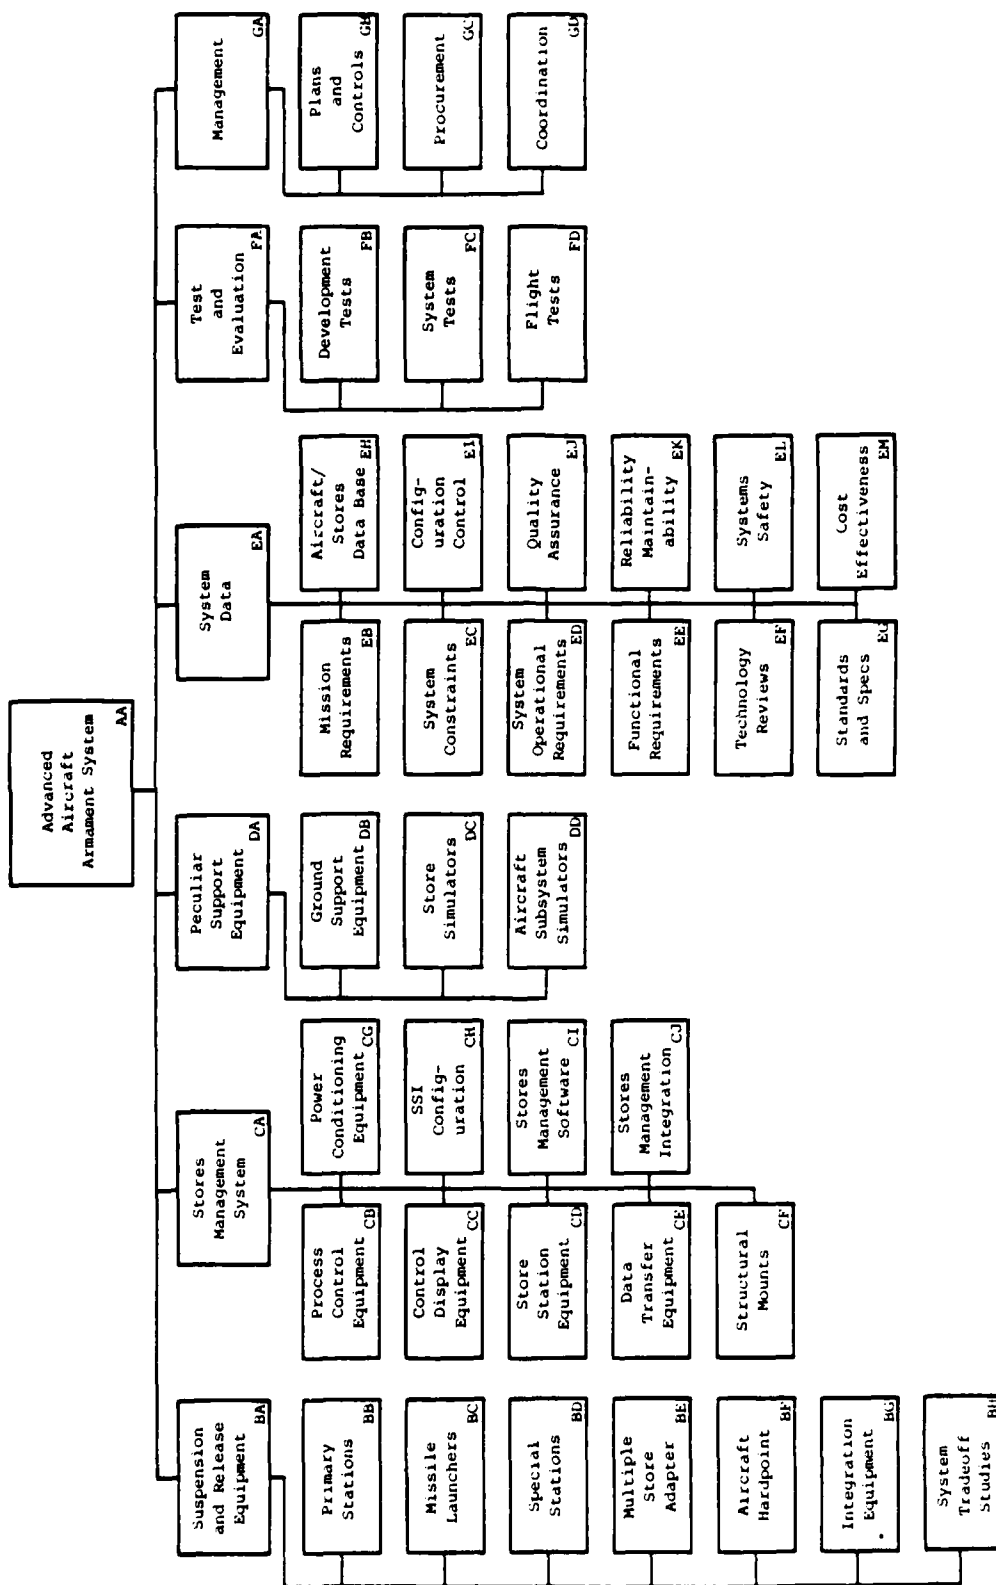 Advanced
Aircraft
Armament System
AA
Suspension
and Release
Equipment
BA
Primary
Stations
BB
Missile
Launchers
BC
Special
Stations
BD
Multiple
Store
Adapter
BE
Aircraft
Hardpoint
BF
Integration
Equipment
BG
System
Tradeoff
Studies
BH
Stores
Management
System
CA
Process
Control
Equipment
CB
Control
Display
Equipment
CC
Store
Station
Equipment
CD
Data
Transfer
Equipment
CE
Structural
Mounts
CF
Power
Conditioning
Equipment
CG
SSI
Config-
uration
CH
Stores
Management
Software
CI
Stores
Management
Integration
CJ
Peculiar
Support
Equipment
DA
Ground
Support
Equipment
DB
Store
Simulators
DC
Aircraft
Subsystem
Simulators
DD
System
Data
EA
Mission
Requirements
EB
System
Constraints
EC
System
Operational
Requirements
ED
Functional
Requirements
EE
Technology
Reviews
EF
Standards
and Specs
EG
Aircraft/
Stores
Data Base
EH
Config-
uration
Control
EI
Quality
Assurance
EJ
Reliability
Maintain-
ability
EK
Systems
Safety
EL
Cost
Effectiveness
EM
Test
and
Evaluation
FA
Development
Tests
FB
System
Tests
FC
Flight
Tests
FD
Management
GA
Plans
and
Controls
GB
Procurement
GC
Coordination
GD